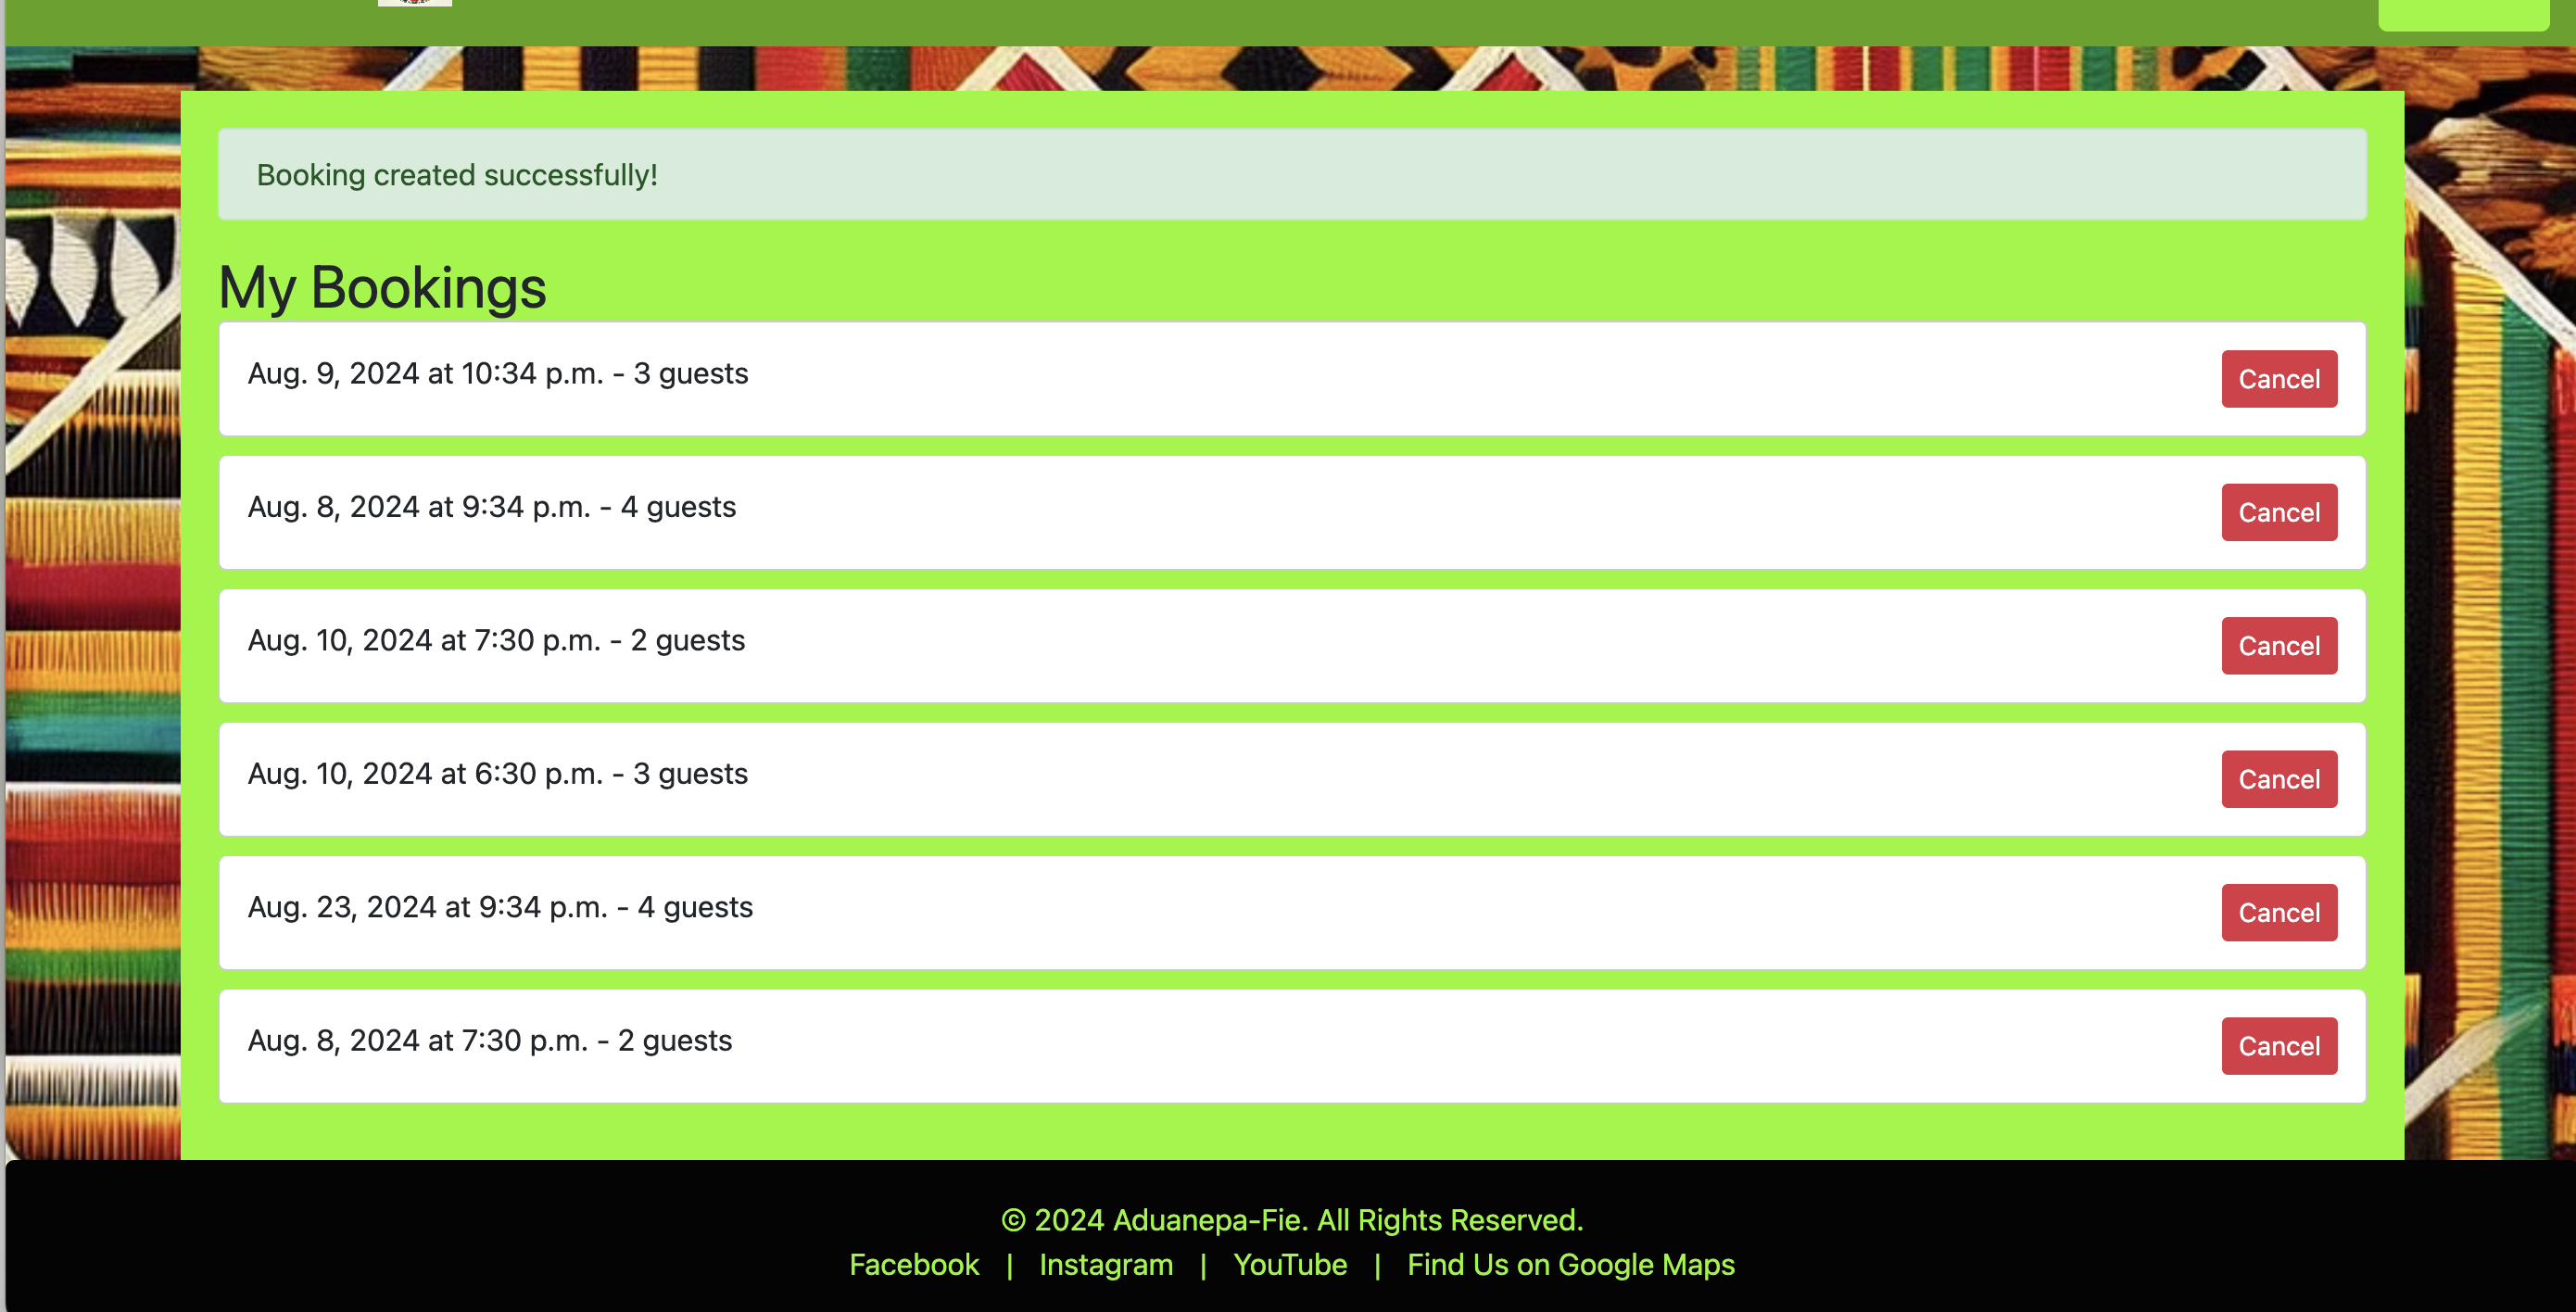 Booking created successfully!
My Bookings
Aug. 9, 2024 at 10:34 p.m. - 3 guests
Cancel
Aug. 8, 2024 at 9:34 p.m. - 4 guests
Cancel
Aug. 10, 2024 at 7:30 p.m. - 2 guests
Cancel
Aug. 10, 2024 at 6:30 p.m. - 3 guests
Cancel
Aug. 23, 2024 at 9:34 p.m. - 4 guests
Cancel
Aug. 8, 2024 at 7:30 p.m. - 2 guests
Cancel
© 2024 Aduanepa-Fie. All Rights Reserved.
Facebook | Instagram | YouTube | Find Us on Google Maps